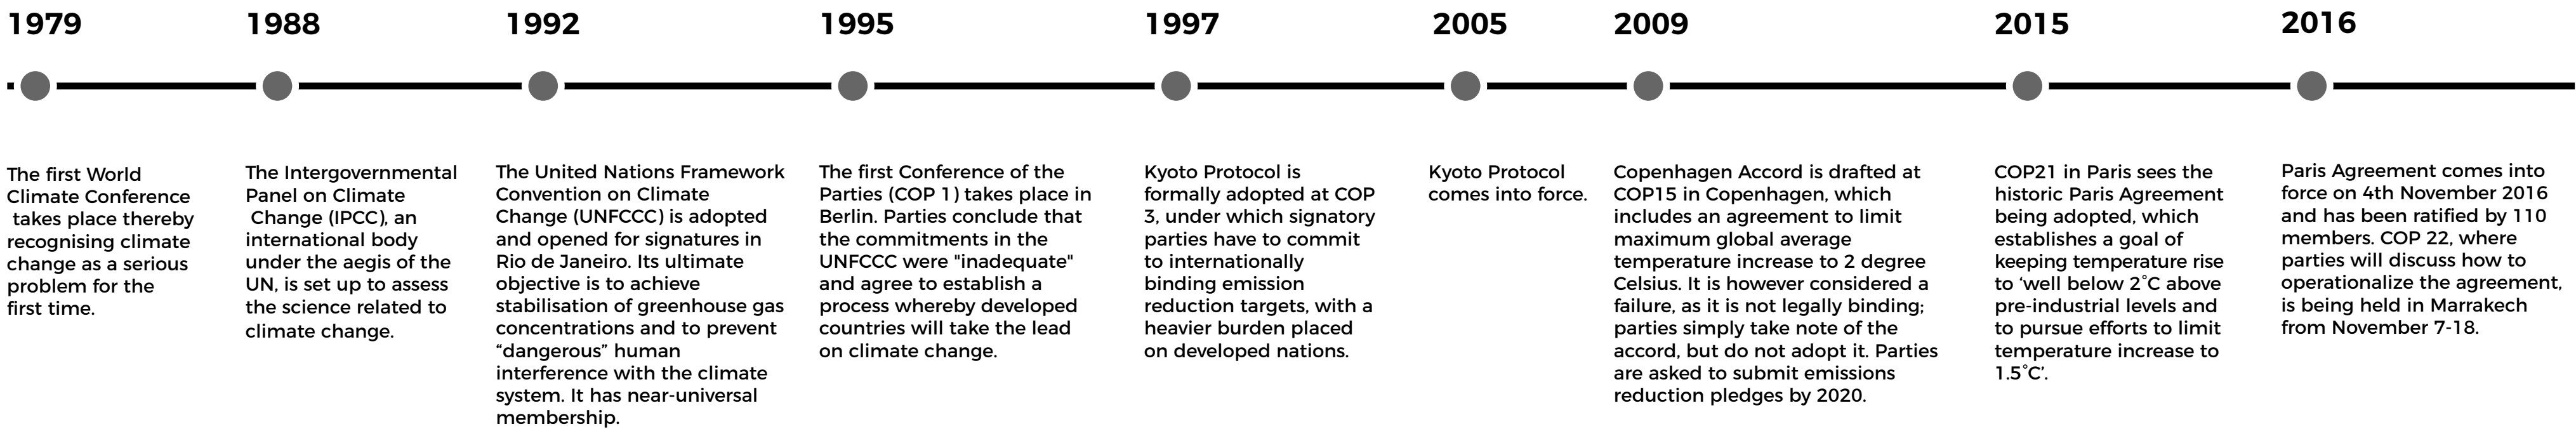 1979
The first World
Climate Conference
takes place thereby
recognising climate
change as a serious
problem for the
first time.
1988
The Intergovernmental
Panel on Climate
Change (IPCC), an
international body
under the aegis of the
UN, is set up to assess
the science related to
climate change.
1992
The United Nations Framework
Convention on Climate
Change (UNFCCC) is adopted
and opened for signatures in
Rio de Janeiro. Its ultimate
objective is to achieve
stabilisation of greenhouse gas
concentrations and to prevent
“dangerous” human
interference with the climate
system. It has near-universal
membership.
1995
The first Conference of the
Parties (COP 1) takes place in
Berlin. Parties conclude that
the commitments in the
UNFCCC were "inadequate"
and agree to establish a
process whereby developed
countries will take the lead
on climate change.
1997
Kyoto Protocol is
formally adopted at COP
3, under which signatory
parties have to commit
to internationally
binding emission
reduction targets, with a
heavier burden placed
on developed nations.
2005
Kyoto Protocol
comes into force.
2009
Copenhagen Accord is drafted at
COP15 in Copenhagen, which
includes an agreement to limit
maximum global average
temperature increase to 2 degree
Celsius. It is however considered a
failure, as it is not legally binding;
parties simply take note of the
accord, but do not adopt it. Parties
are asked to submit emissions
reduction pledges by 2020.
2015
COP21 in Paris sees the
historic Paris Agreement
being adopted, which
establishes a goal of
keeping temperature rise
to ‘well below 2°C above
pre-industrial levels and
to pursue efforts to limit
temperature increase to
1.5°C’.
2016
Paris Agreement comes into
force on 4th November 2016
and has been ratified by 110
members. COP 22, where
parties will discuss how to
operationalize the agreement,
is being held in Marrakech
from November 7-18.